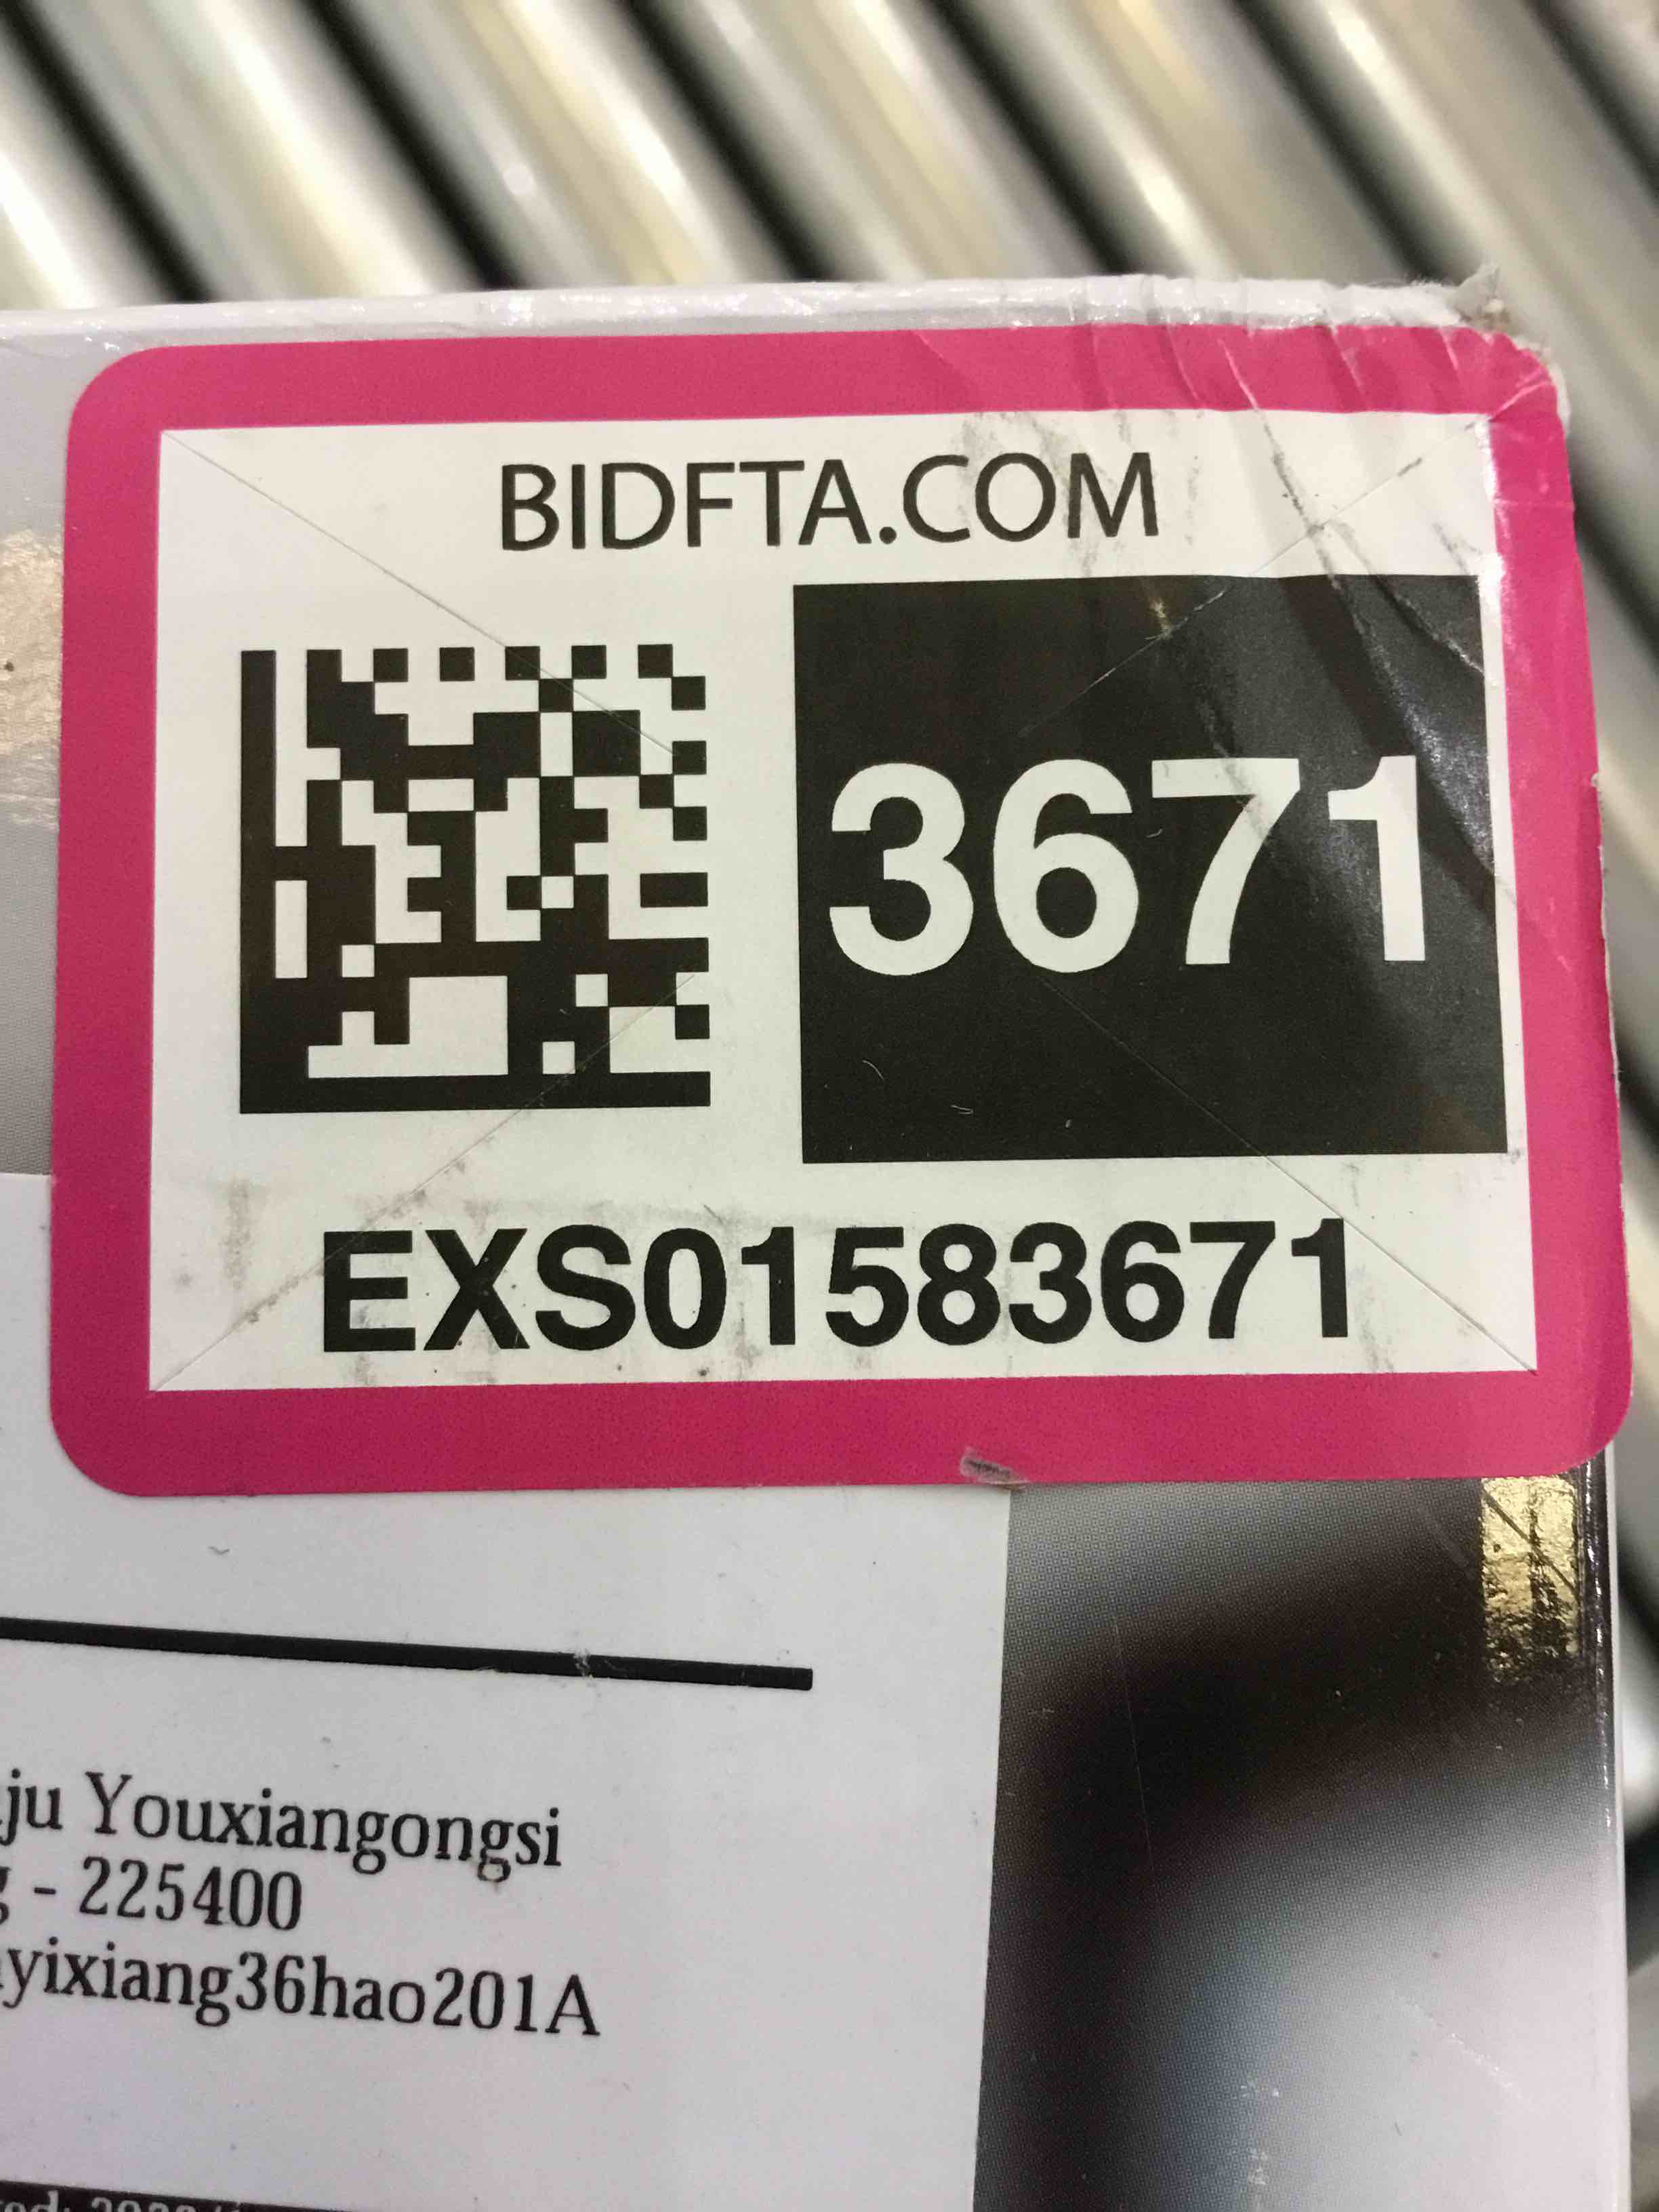 BIDFTA.COM
3671
EXS01583671
ju Youxiangongsi
- 225400
yixiang36hao201A